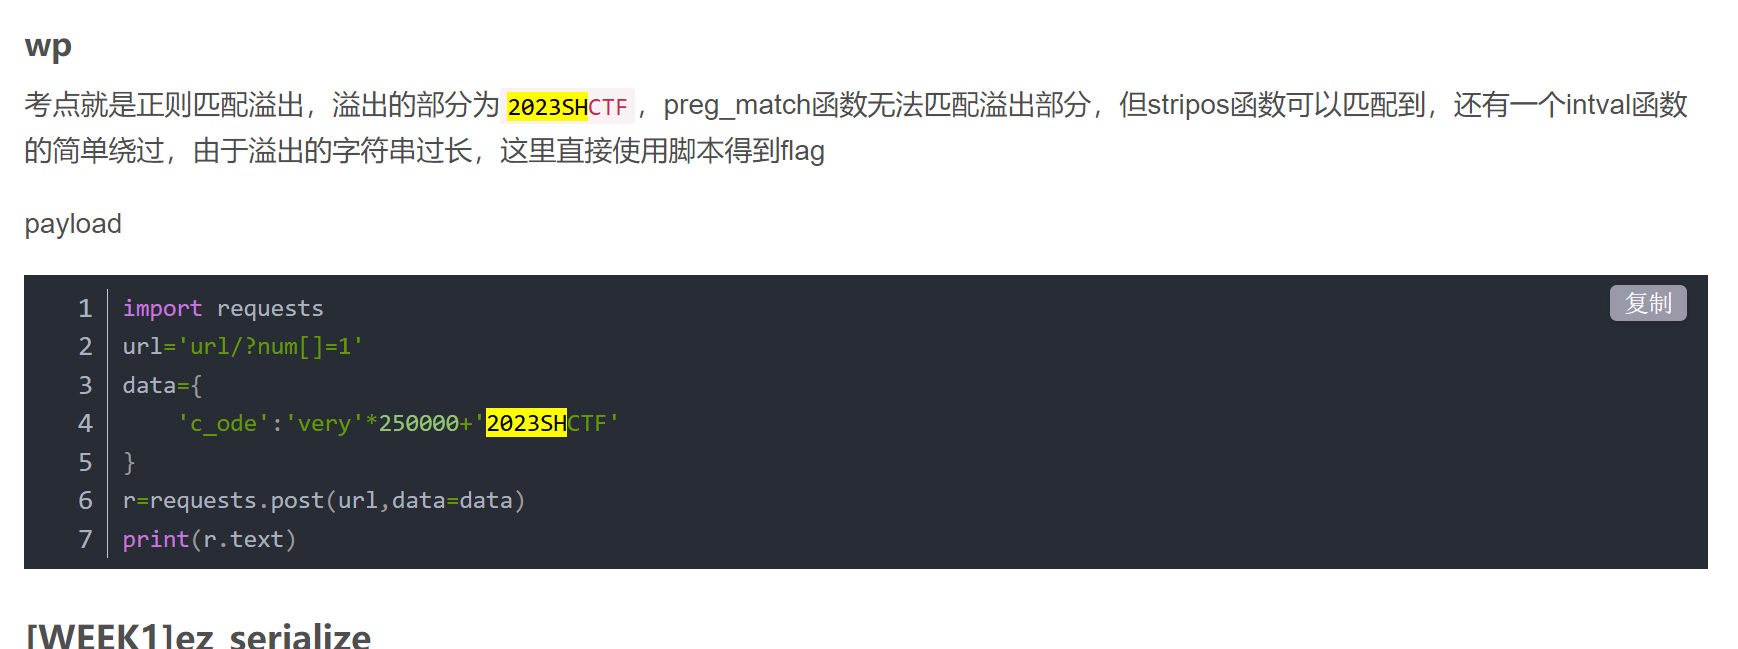 wp
考点就是正则匹配溢出，溢出的部分为 2023SHCTF ，preg_match函数无法匹配溢出部分，但stripos函数可以匹配到，还有一个intval函数
的简单绕过，由于溢出的字符串过长，这里直接使用脚本得到flag
payload
复制
1 import requests
2 url='url/?num[]=1'
3 data={
4     'c_ode':'very'*250000+'2023SHCTF'
5 }
6 r=requests.post(url,data=data)
7 print(r.text)
[WEEK1]ez_serialize